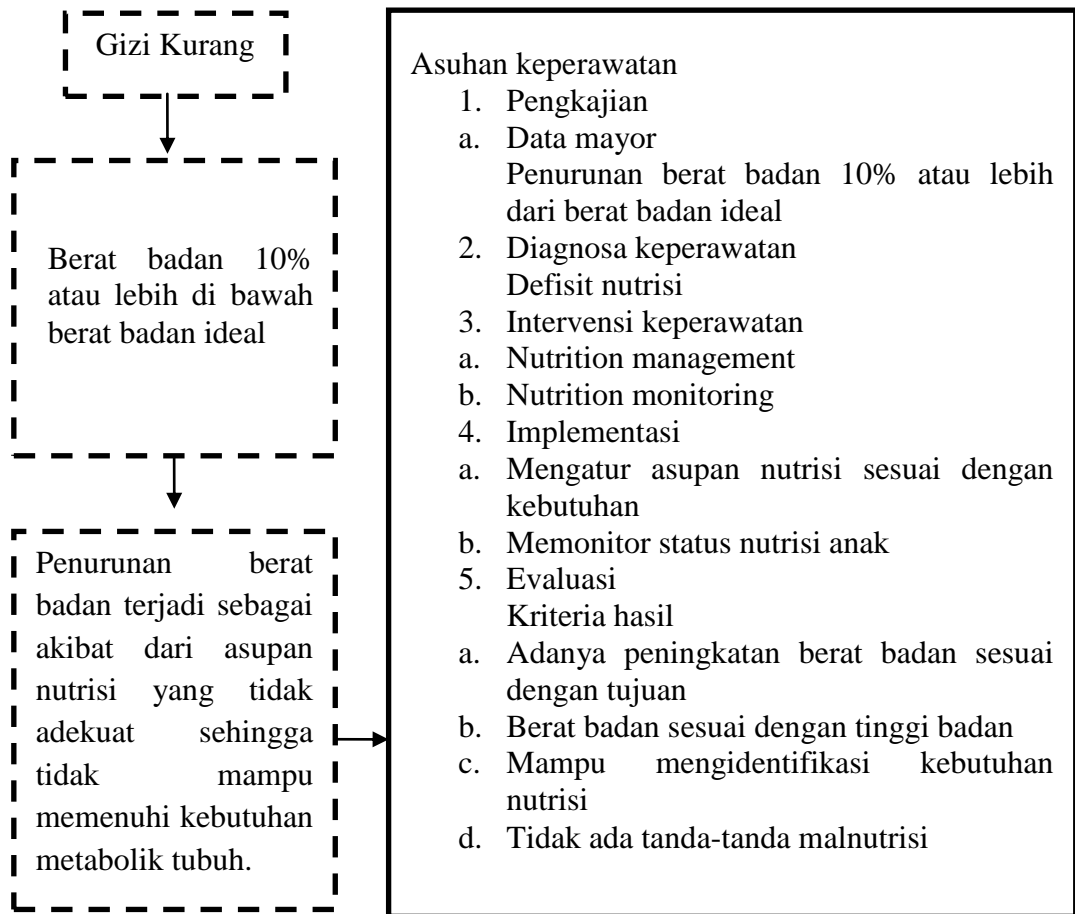 Gizi Kurang
Berat badan 10%
atau lebih di bawah
berat badan ideal
Penurunan berat
badan terjadi sebagai
akibat dari asupan
nutrisi yang tidak
adekuat sehingga
tidak mampu
memenuhi kebutuhan
metabolik tubuh.
Asuhan keperawatan
1. Pengkajian
a. Data mayor
Penurunan berat badan 10% atau lebih
dari berat badan ideal
2. Diagnosa keperawatan
Defisit nutrisi
3. Intervensi keperawatan
a. Nutrition management
b. Nutrition monitoring
4. Implementasi
a. Mengatur asupan nutrisi sesuai dengan
kebutuhan
b. Memonitor status nutrisi anak
5. Evaluasi
Kriteria hasil
a. Adanya peningkatan berat badan sesuai
dengan tujuan
b. Berat badan sesuai dengan tinggi badan
c. Mampu mengidentifikasi kebutuhan
nutrisi
d. Tidak ada tanda-tanda malnutrisi